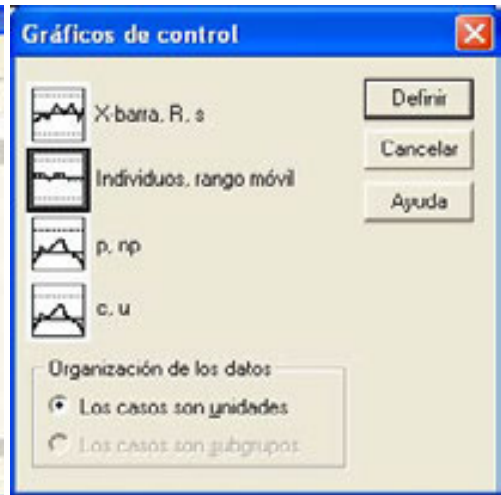 Gráficos de control
X-barra, R, s
Definir
Individuos, rango móvil
Cancelar
Ayuda
p, np
c, u
Organización de los datos
Los casos son unidades
Los casos son subgrupos